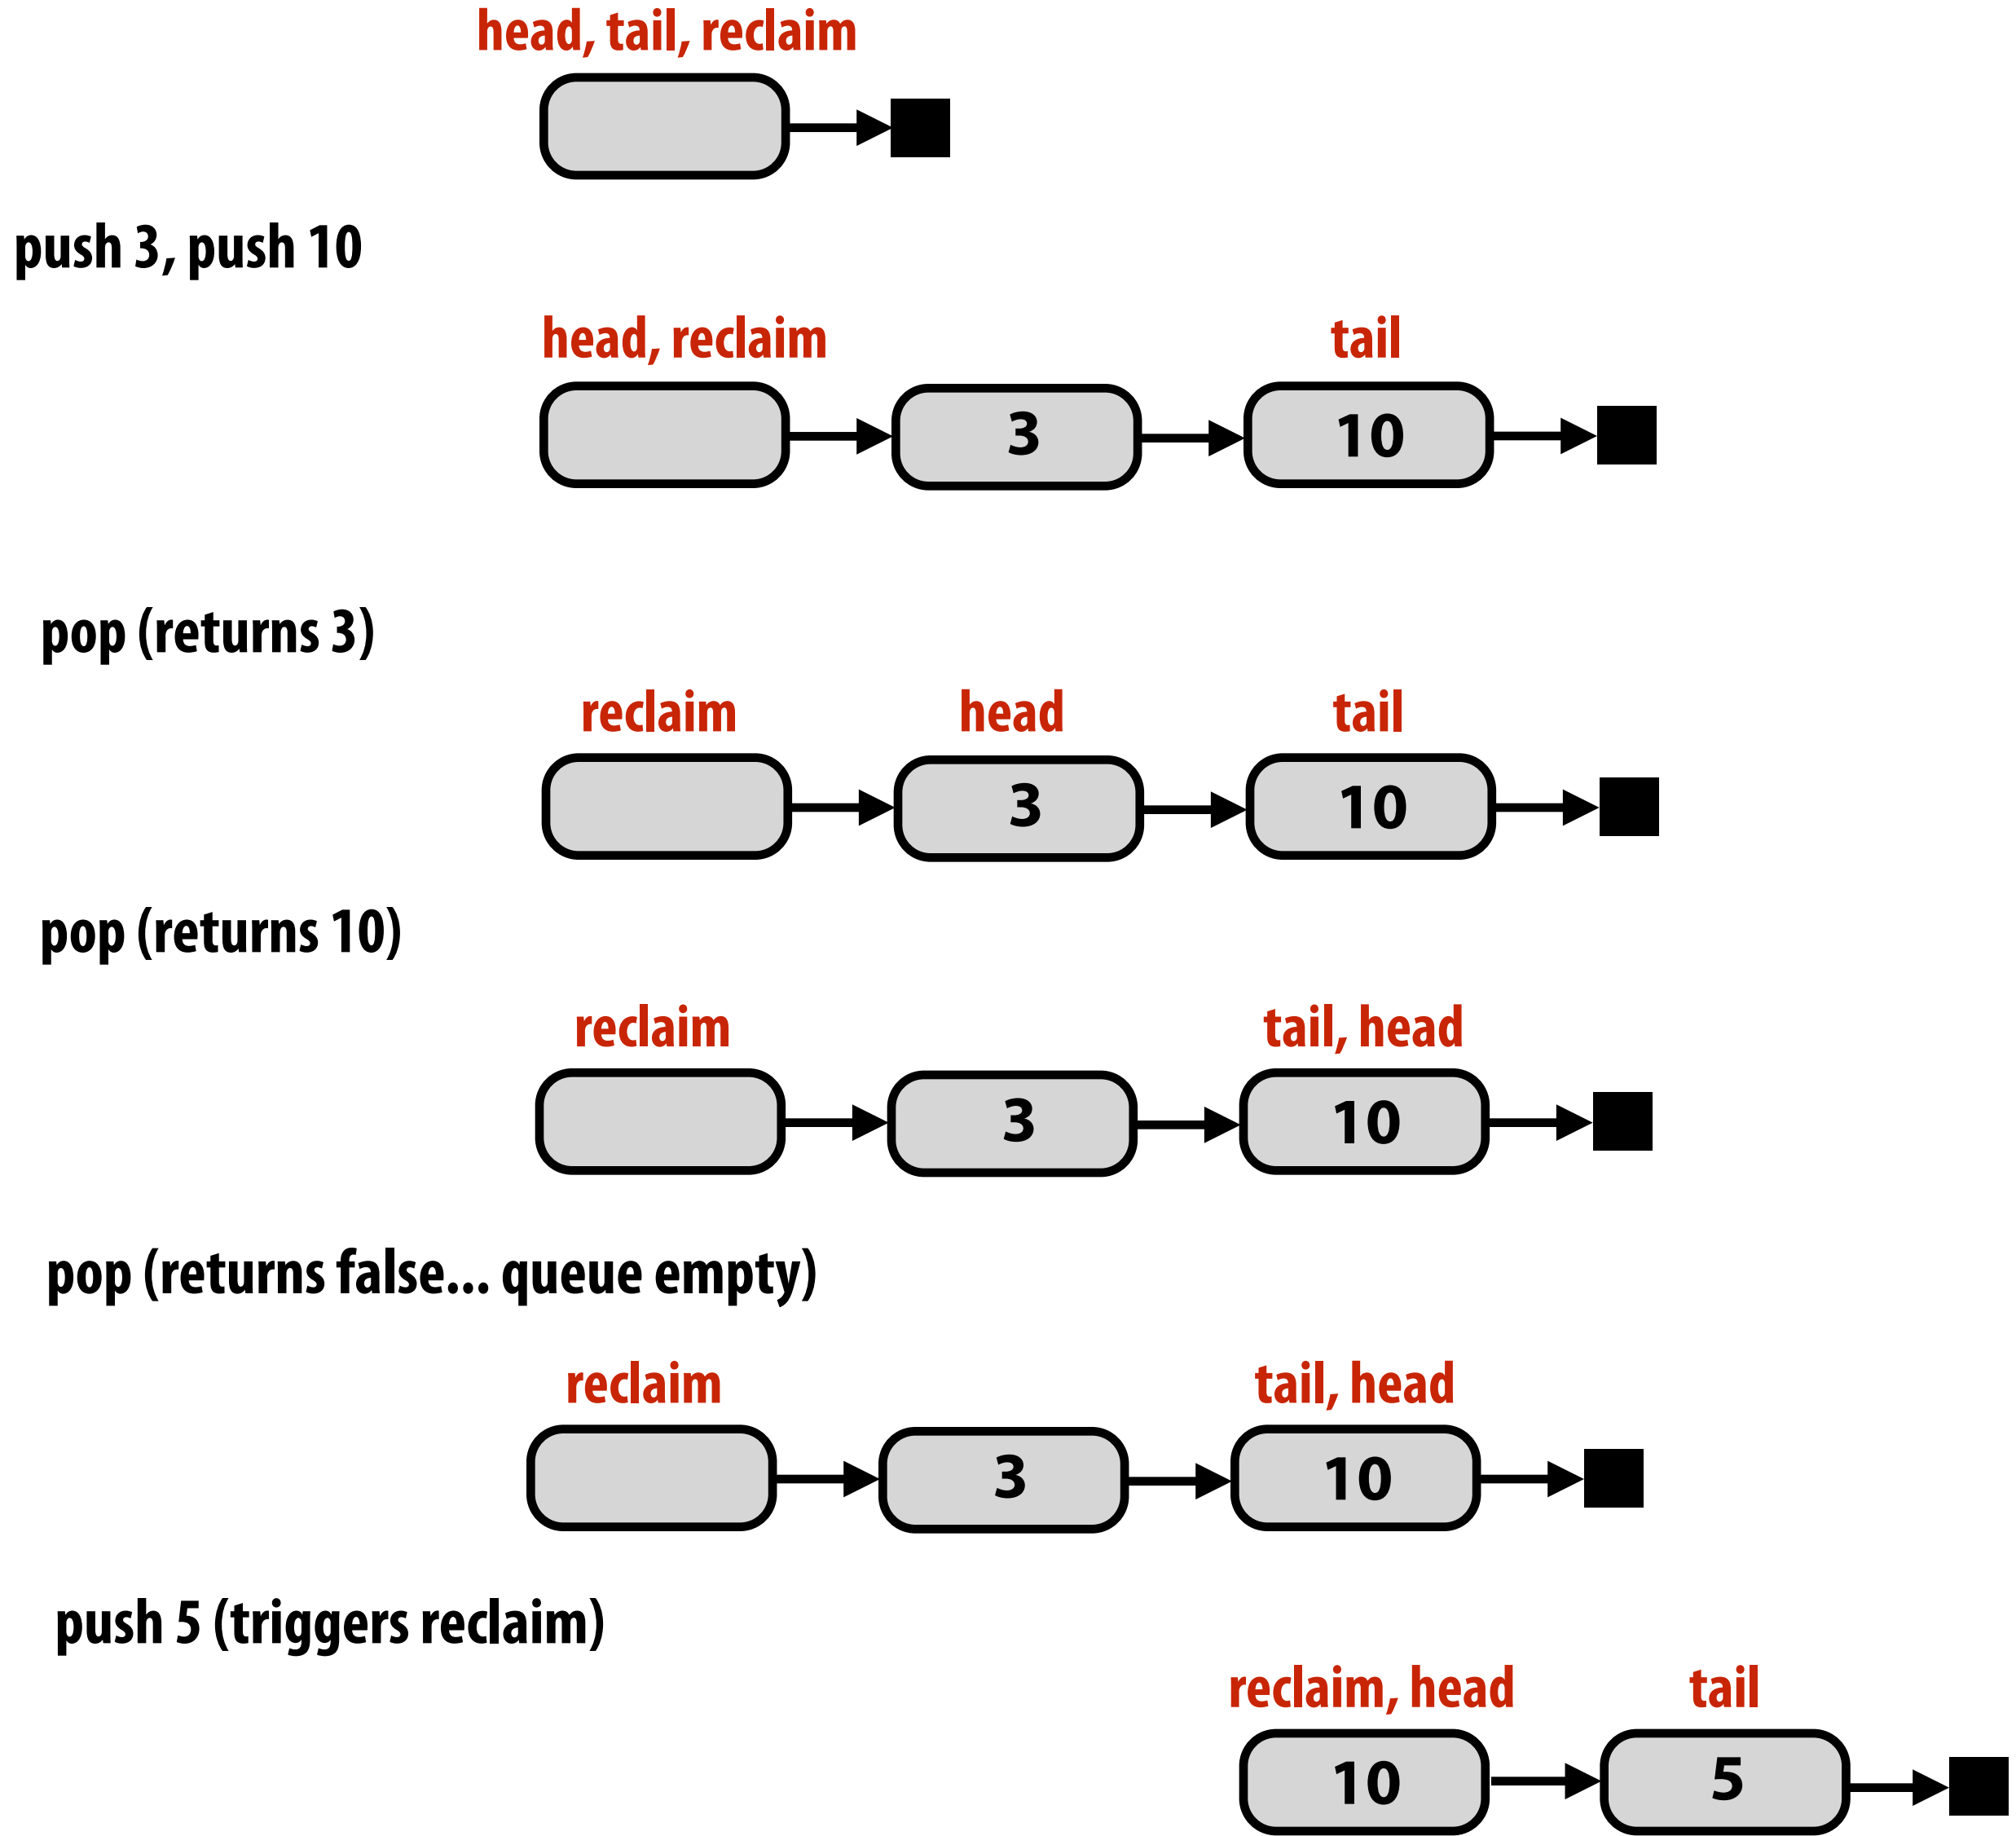 head, tail, reclaim
push 3, push 10
head, reclaim tail
3 10
pop (returns 3)
reclaim head tail
3 10
pop (returns 10)
reclaim tail, head
3 10
pop (returns false... queue empty)
reclaim tail, head
3 10
push 5 (triggers reclaim)
reclaim, head tail
10 5